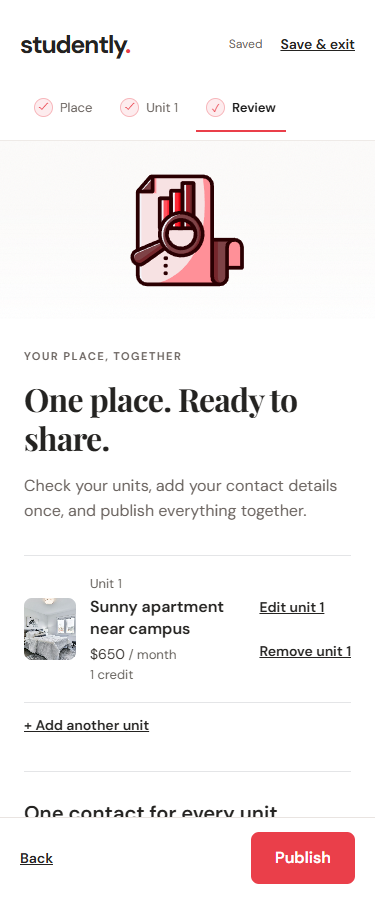 studently.
Saved
Save & exit
Place
Unit 1
Review
YOUR PLACE, TOGETHER
One place. Ready to
share.
Check your units, add your contact details
once, and publish everything together.
Unit 1
Sunny apartment
near campus
$650 / month
1 credit
Edit unit 1
Remove unit 1
+ Add another unit
One contact for every unit
Back
Publish